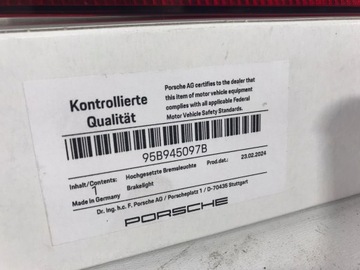 Kontrollierte
Qualität
Porsche AG certifies to the dealer that
this item of motor vehicle equipment
complies with all applicable Federal
Motor Vehicle Safety Standards.
95B945097B
Inhalt/Contents: Hochgesetzte Bremsleuchte Prod.dat.: 23.02.2024
1 Brakelight
Made in Germany
Dr. Ing. h.c. F. Porsche AG / Porscheplatz 1 / D-70435 Stuttgart
PORSCHE